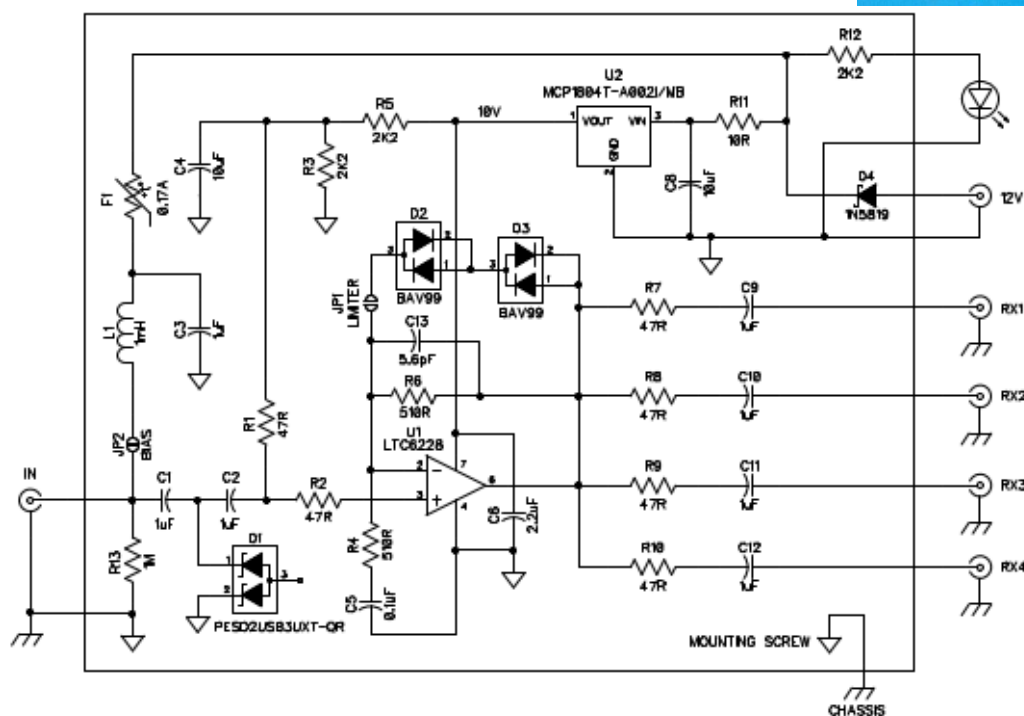 R12
2K2
U2
MCP1804T-A002I/MB
10V
1
VOUT
VIN
3
GND
2
R11
10R
R5
2K2
R3
2K2
C4
10uF
C8
10uF
F1
0.17A
D4
1N5819
12V
D2
3
2
1
BAV99
D3
3
2
1
BAV99
JP1
LIMITER
C13
5.6pF
R6
510R
U1
LTC6228
2
3
7
6
4
R7
47R
C9
1uF
RX1
L1
1mH
C3
1uF
R8
47R
C10
1uF
RX2
JP2
BIAS
R1
47R
IN
C1
1uF
C2
1uF
R2
47R
C6
2.2uF
R9
47R
C11
1uF
RX3
R13
1M
D1
1
2
3
PESD2USB3UXT-QR
R4
510R
C5
0.1uF
R10
47R
C12
1uF
RX4
MOUNTING SCREW
CHASSIS